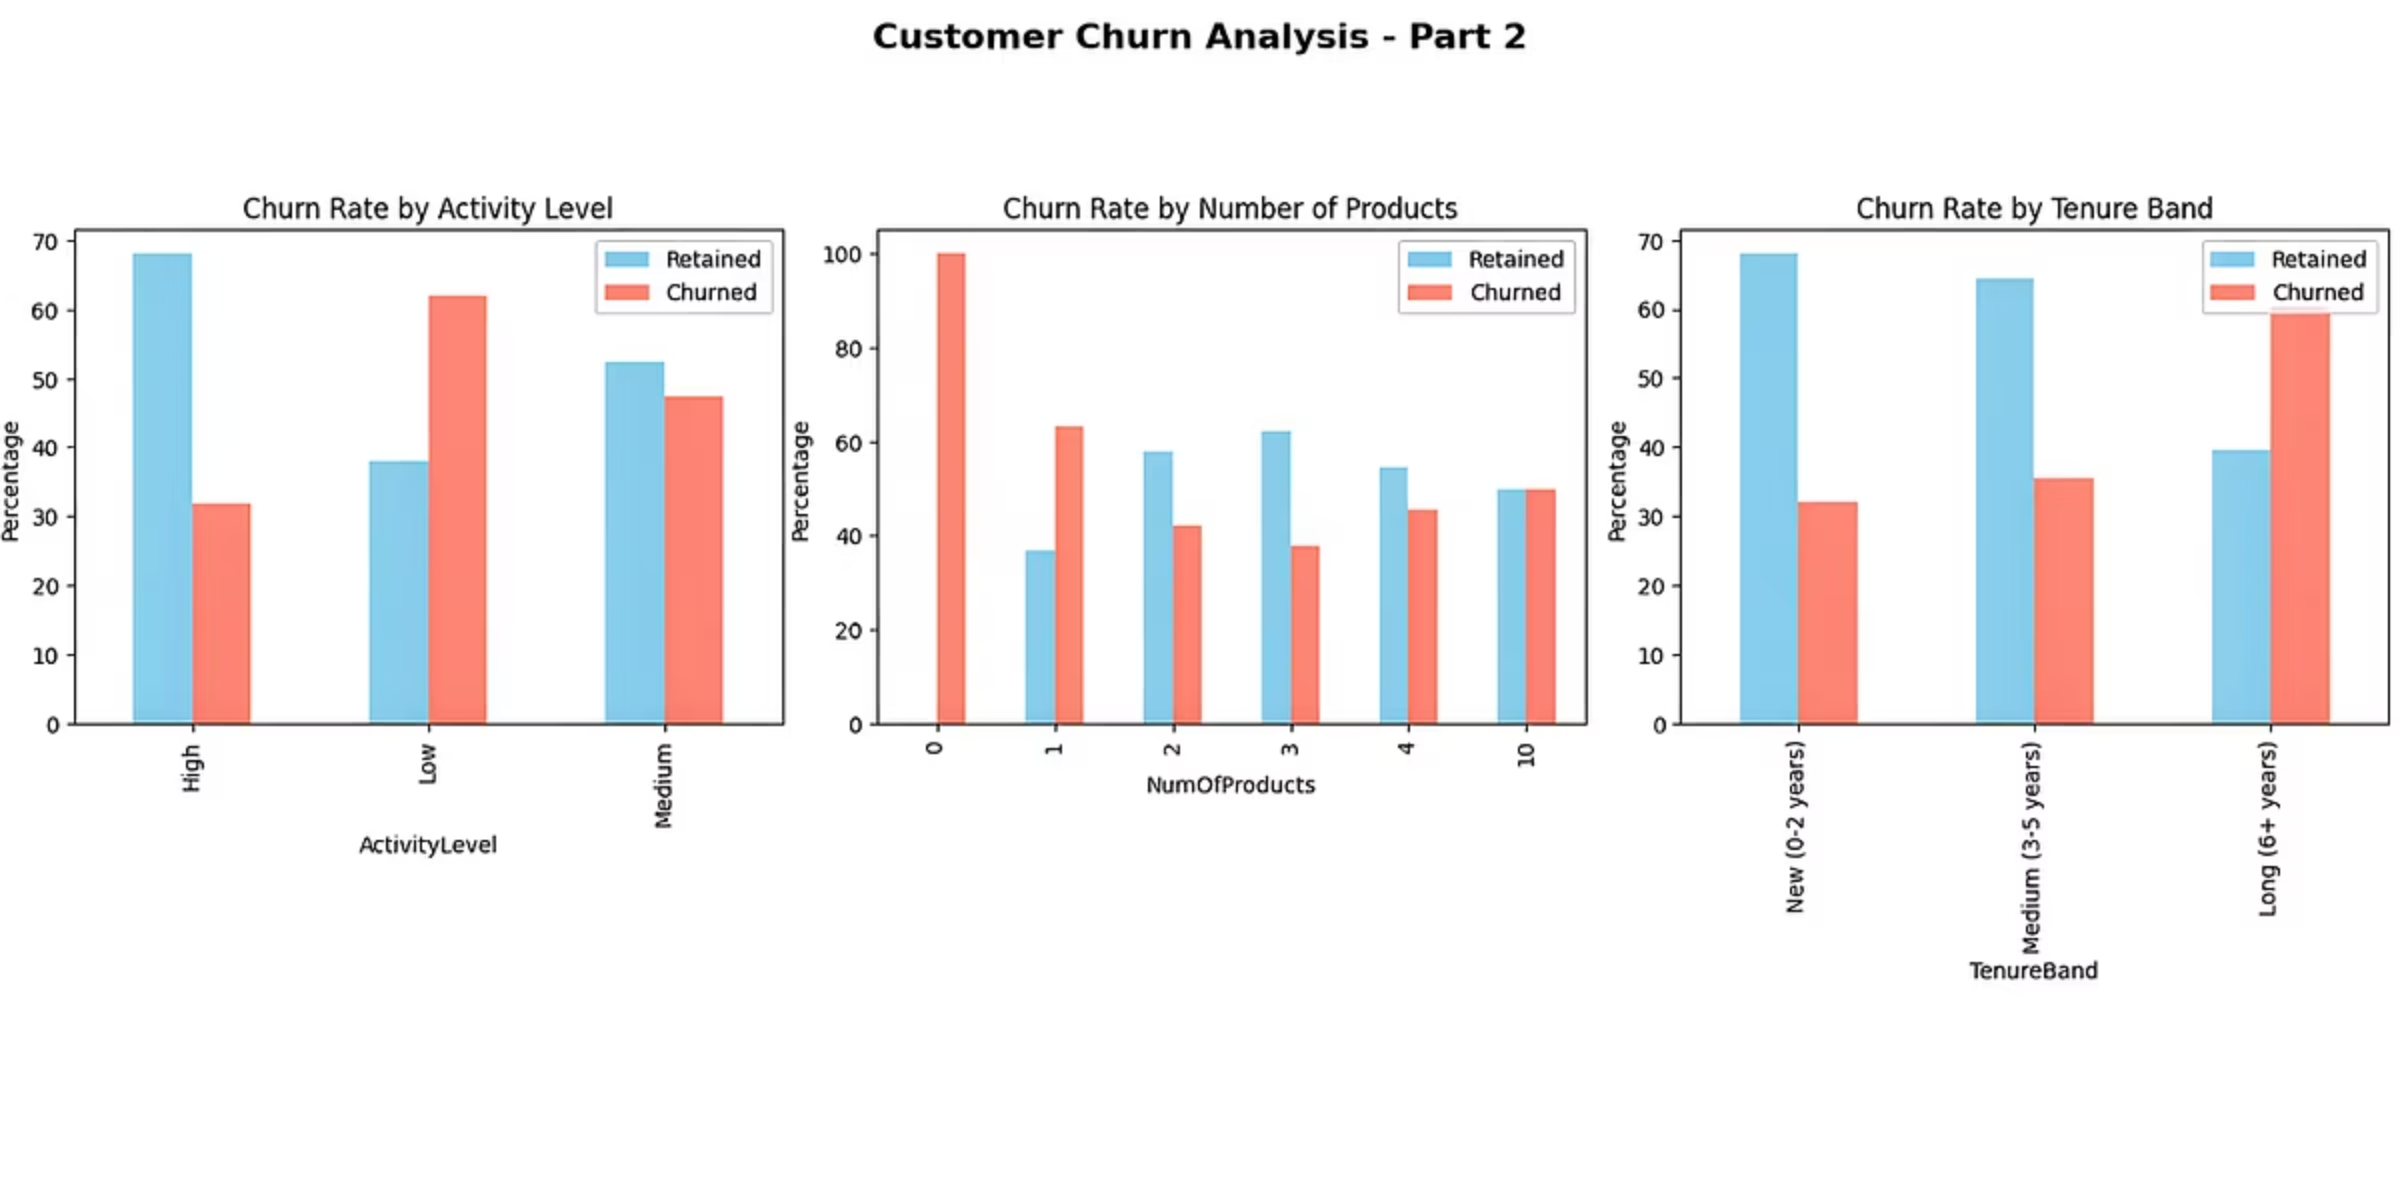 Customer Churn Analysis - Part 2
Churn Rate by Activity Level
70
60
50
40
30
20
10
0
Percentage
Retained
Churned
High
Low
Medium
ActivityLevel
Churn Rate by Number of Products
100
80
60
40
20
0
Percentage
Retained
Churned
0
1
2
3
4
10
NumOfProducts
Churn Rate by Tenure Band
70
60
50
40
30
20
10
0
Percentage
Retained
Churned
New (0-2 years)
Medium (3-5 years)
Long (6+ years)
TenureBand